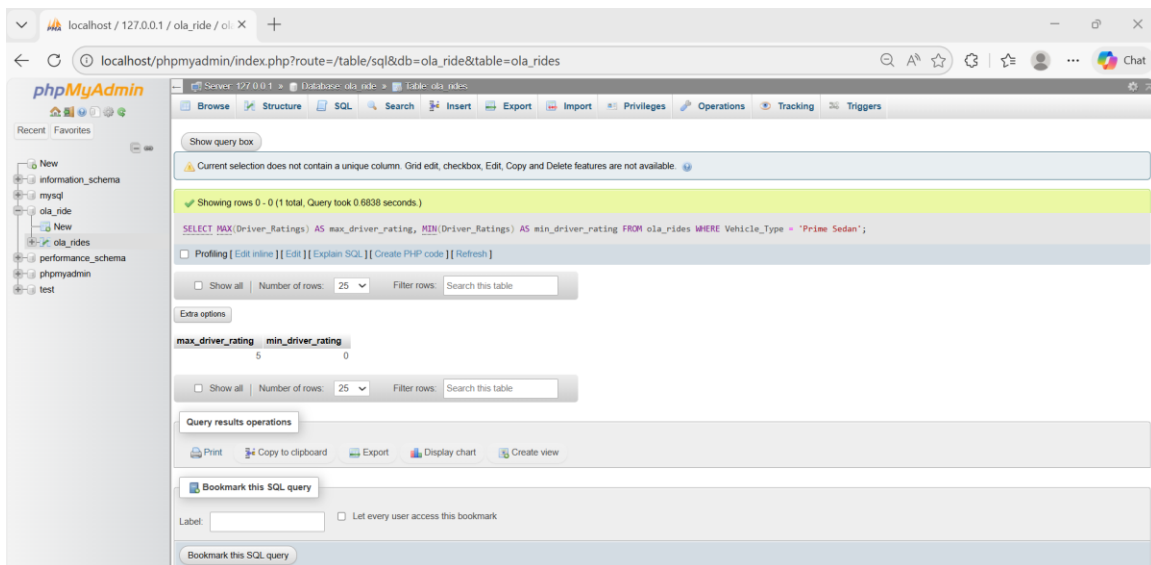 localhost / 127.0.0.1 / ola_ride / ol
localhost/phpmyadmin/index.php?route=/table/sql&db=ola_ride&table=ola_rides
Chat
phpMyAdmin
Recent Favorites
New
information_schema
mysql
ola_ride
New
ola_rides
performance_schema
phpmyadmin
test
Server: 127.0.0.1 » Database: ola_ride » Table: ola_rides
Browse Structure SQL Search Insert Export Import Privileges Operations Tracking Triggers
Show query box
Current selection does not contain a unique column. Grid edit, checkbox, Edit, Copy and Delete features are not available.
Showing rows 0 - 0 (1 total, Query took 0.6838 seconds.)
SELECT MAX(Driver_Ratings) AS max_driver_rating, MIN(Driver_Ratings) AS min_driver_rating FROM ola_rides WHERE Vehicle_Type = 'Prime Sedan';
Profiling [ Edit inline ] [ Edit ] [ Explain SQL ] [ Create PHP code ] [ Refresh ]
Show all | Number of rows: 25 Filter rows: Search this table
Extra options
max_driver_rating min_driver_rating
5 0
Show all | Number of rows: 25 Filter rows: Search this table
Query results operations
Print Copy to clipboard Export Display chart Create view
Bookmark this SQL query
Label: Let every user access this bookmark
Bookmark this SQL query